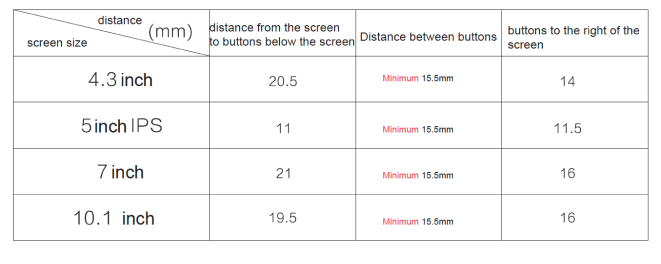 distance (mm)
screen size
distance from the screen
to buttons below the screen
Distance between buttons
buttons to the right of the
screen
4.3 inch
20.5
Minimum 15.5mm
14
5 inch IPS
11
Minimum 15.5mm
11.5
7 inch
21
Minimum 15.5mm
16
10.1 inch
19.5
Minimum 15.5mm
16